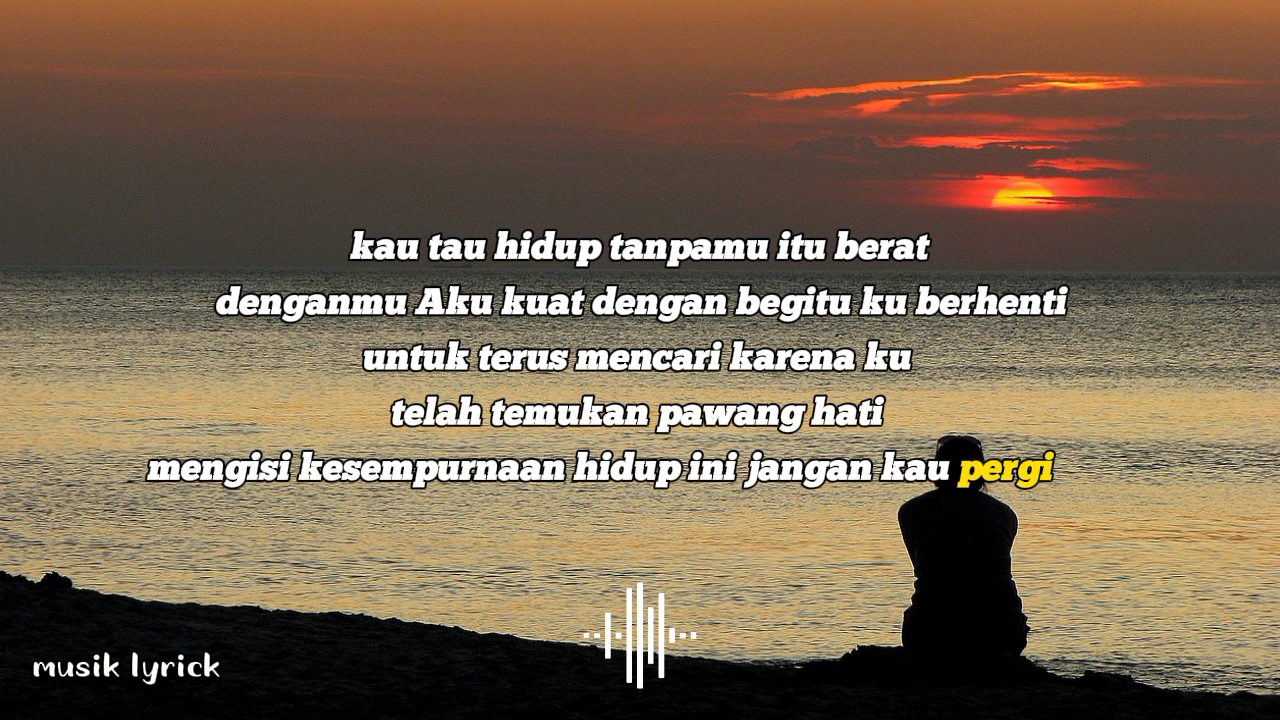 kau tau hidup tanpamu itu berat
denganmu Aku kuat dengan begitu ku berhenti
untuk terus mencari karena ku
telah temukan pawang hati
mengisi kesempurnaan hidup ini jangan kau pergi
musik lyrick